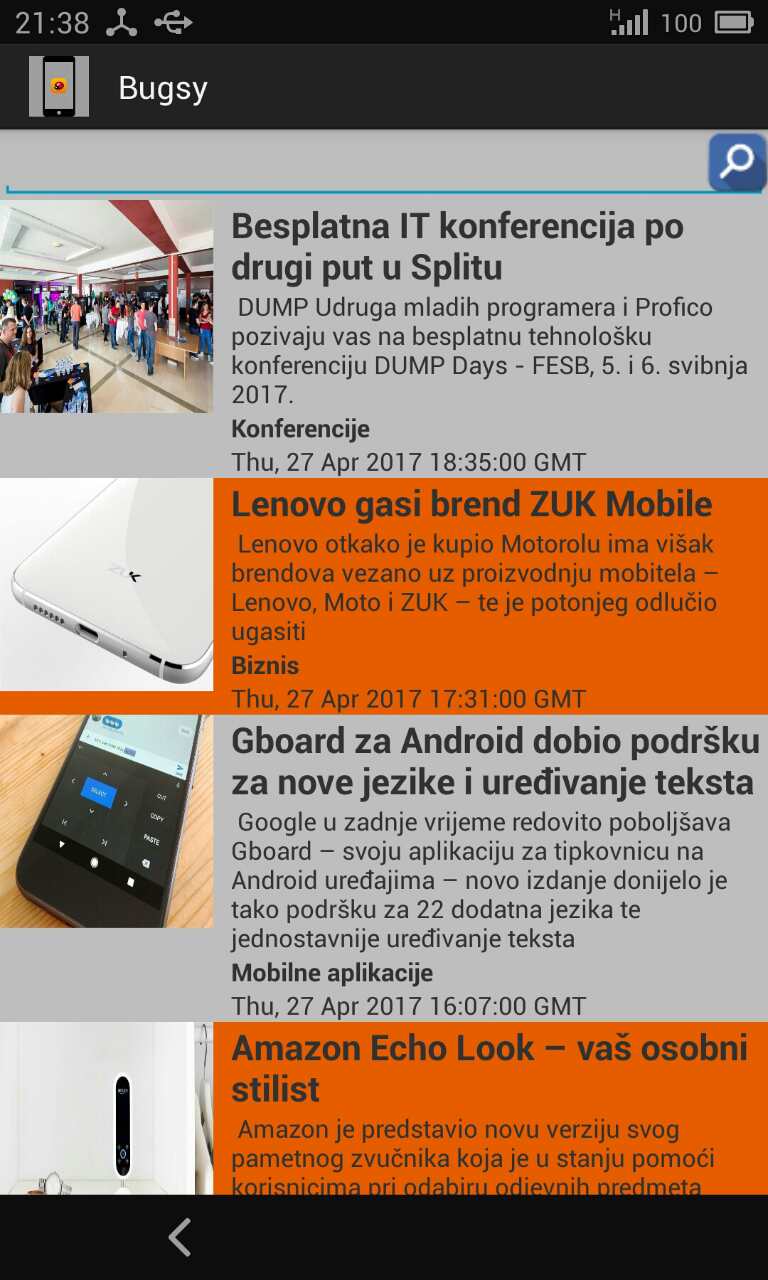 21:38
H
100
Bugsy
Besplatna IT konferencija po
drugi put u Splitu
DUMP Udruga mladih programera i Profico
pozivaju vas na besplatnu tehnološku
konferenciju DUMP Days - FESB, 5. i 6. svibnja
2017.
Konferencije
Thu, 27 Apr 2017 18:35:00 GMT
ZUK
Lenovo gasi brend ZUK Mobile
Lenovo otkako je kupio Motorolu ima višak
brendova vezano uz proizvodnju mobitela –
Lenovo, Moto i ZUK – te je potonjeg odlučio
ugasiti
Biznis
Thu, 27 Apr 2017 17:31:00 GMT
SELECT
CUT
COPY
PASTE
Gboard za Android dobio podršku
za nove jezike i uređivanje teksta
Google u zadnje vrijeme redovito poboljšava
Gboard – svoju aplikaciju za tipkovnicu na
Android uređajima – novo izdanje donijelo je
tako podršku za 22 dodatna jezika te
jednostavnije uređivanje teksta
Mobilne aplikacije
Thu, 27 Apr 2017 16:07:00 GMT
Amazon Echo Look – vaš osobni
stilist
Amazon je predstavio novu verziju svog
pametnog zvučnika koja je u stanju pomoći
korisnicima pri odabiru odjevnih predmeta